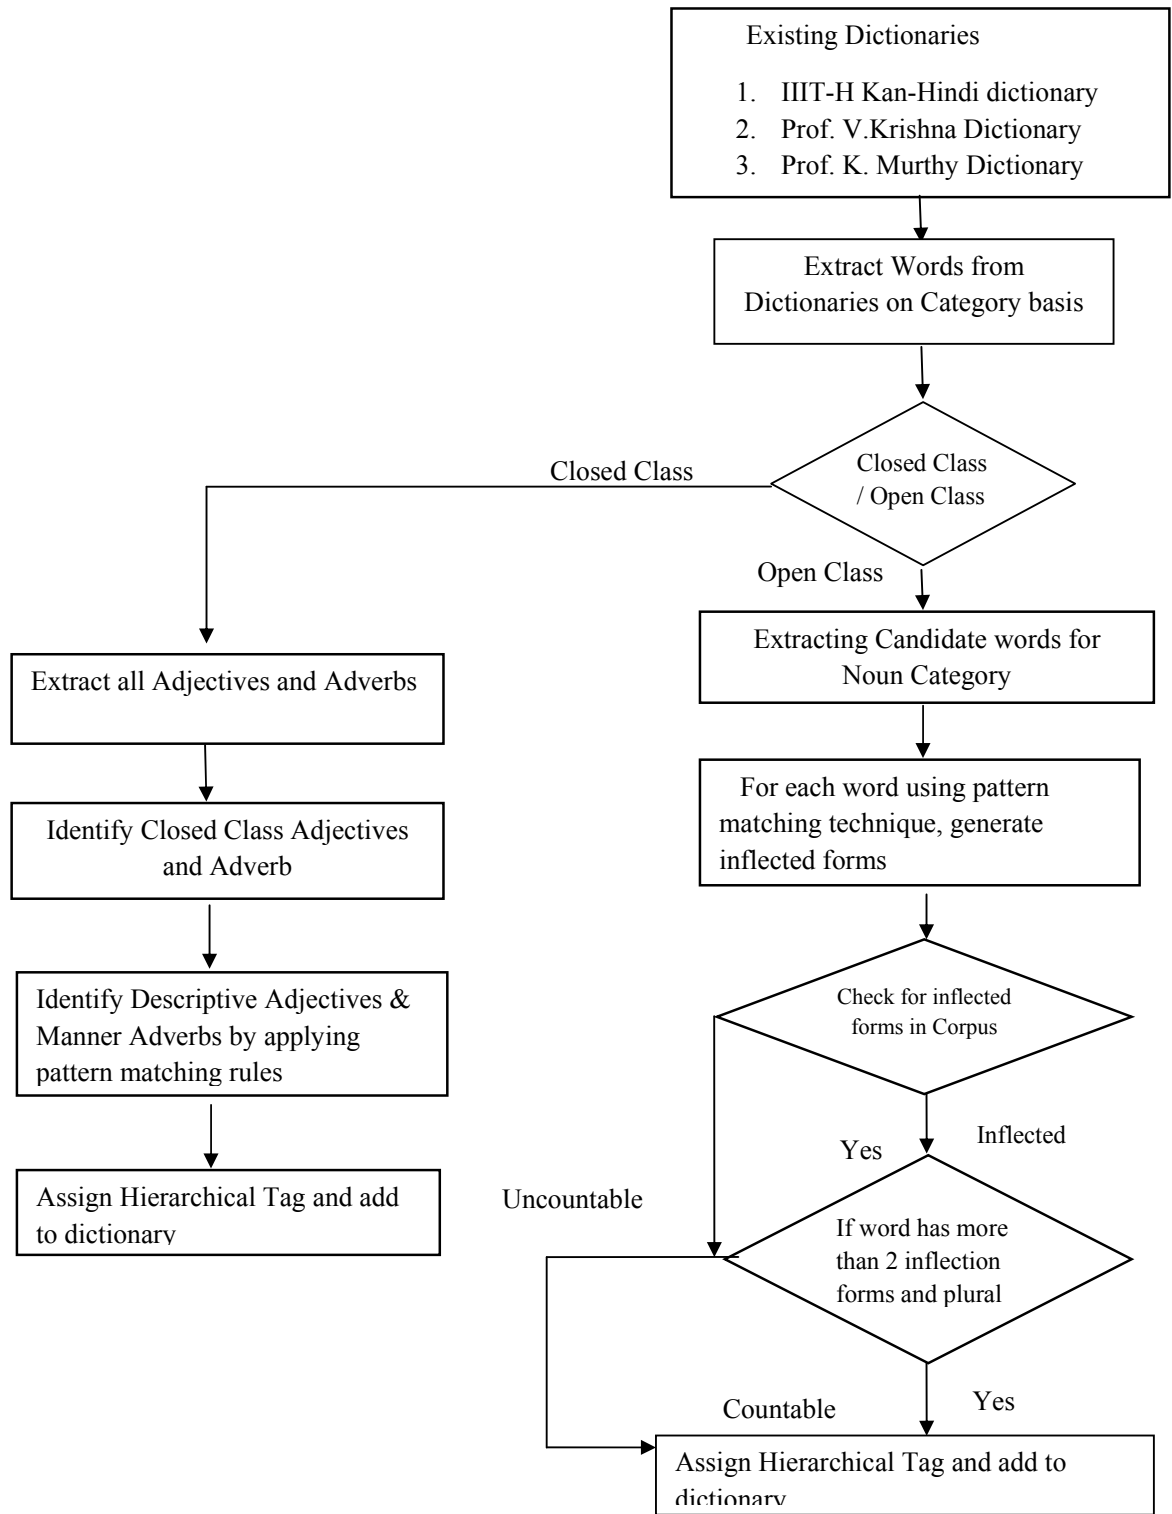 Existing Dictionaries
1. IIIT-H Kan-Hindi dictionary
2. Prof. V.Krishna Dictionary
3. Prof. K. Murthy Dictionary
Extract Words from
Dictionaries on Category basis
Closed Class
/ Open Class
Closed Class
Open Class
Extract all Adjectives and Adverbs
Identify Closed Class Adjectives
and Adverb
Identify Descriptive Adjectives &
Manner Adverbs by applying
pattern matching rules
Assign Hierarchical Tag and add
to dictionary
Extracting Candidate words for
Noun Category
For each word using pattern
matching technique, generate
inflected forms
Check for inflected
forms in Corpus
Inflected
Yes
Uncountable
If word has more
than 2 inflection
forms and plural
Yes
Countable
Assign Hierarchical Tag and add to
dictionary